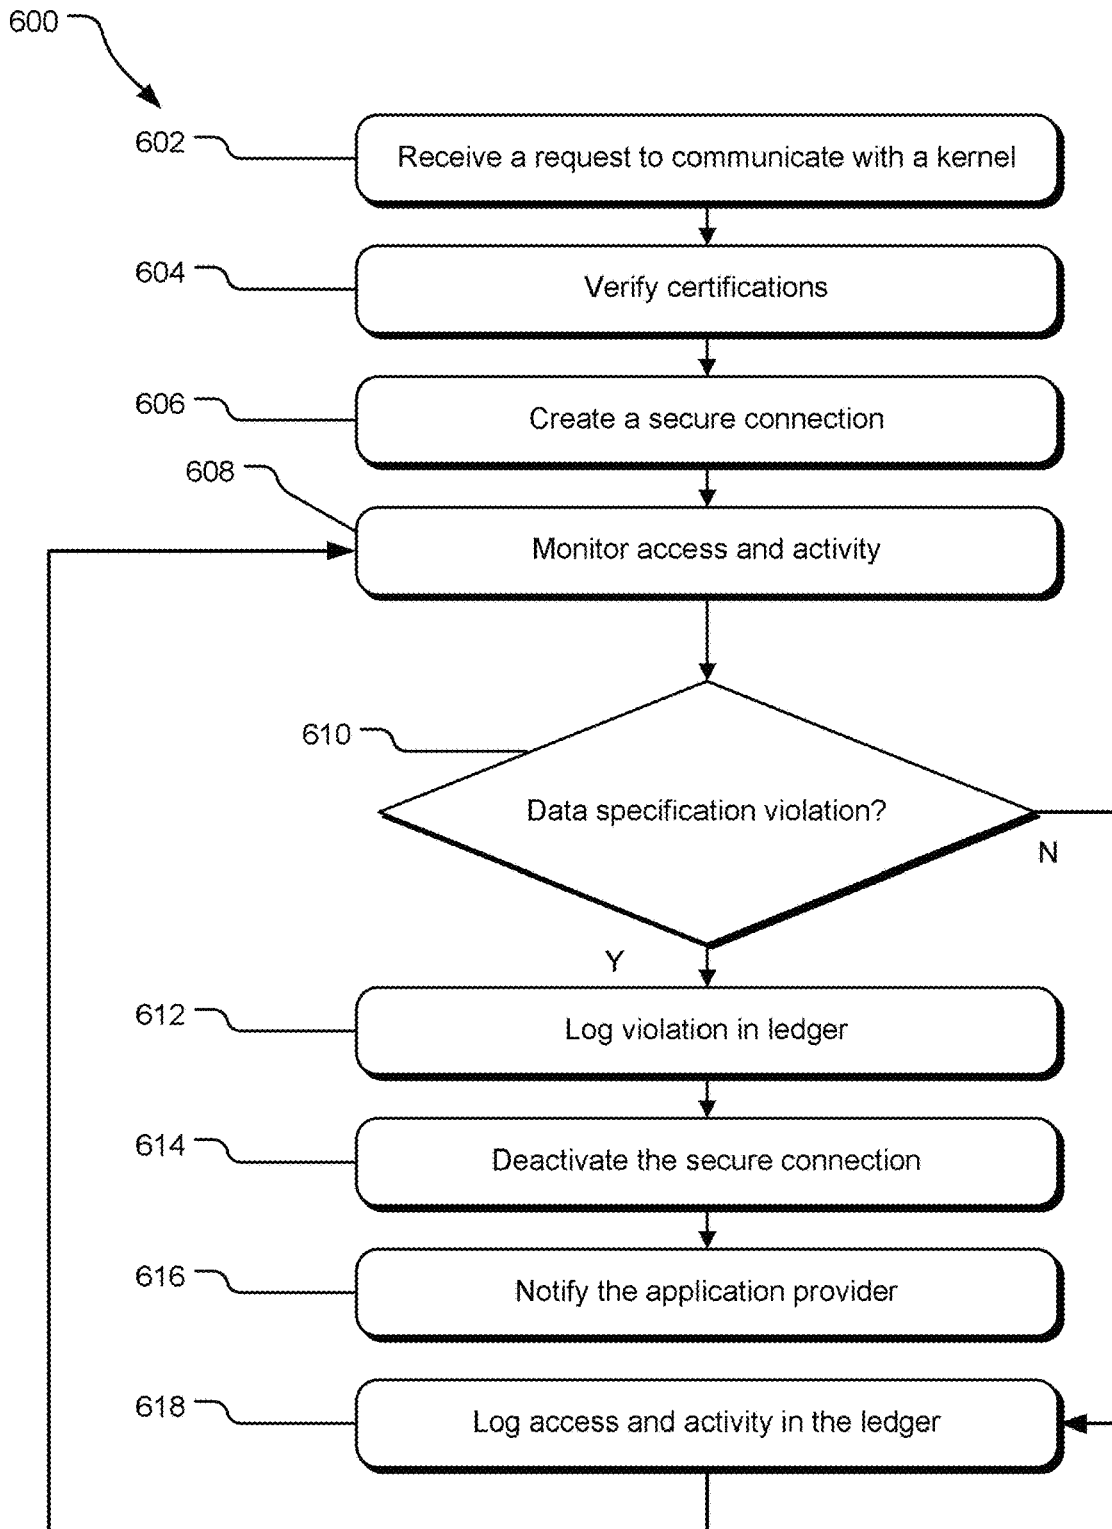 600
602
Receive a request to communicate with a kernel
604
Verify certifications
606
Create a secure connection
608
Monitor access and activity
610
Data specification violation?
N
Y
612
Log violation in ledger
614
Deactivate the secure connection
616
Notify the application provider
618
Log access and activity in the ledger